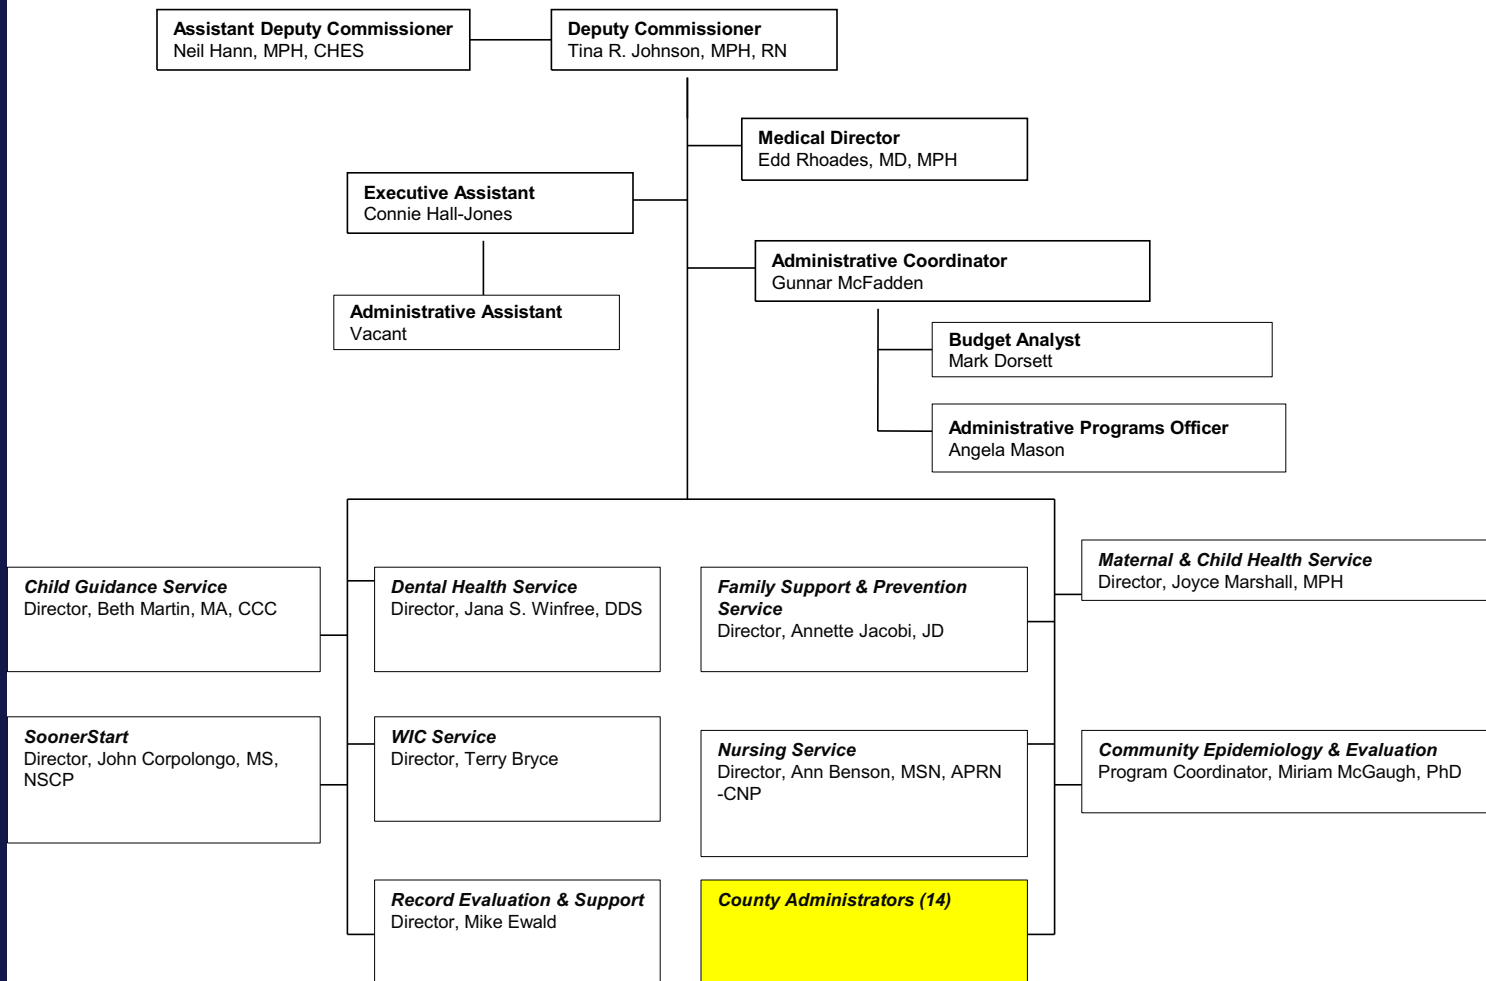 Assistant Deputy Commissioner
Neil Hann, MPH, CHES
Deputy Commissioner
Tina R. Johnson, MPH, RN
Medical Director
Edd Rhoades, MD, MPH
Executive Assistant
Connie Hall-Jones
Administrative Coordinator
Gunnar McFadden
Administrative Assistant
Vacant
Budget Analyst
Mark Dorsett
Administrative Programs Officer
Angela Mason
Child Guidance Service
Director, Beth Martin, MA, CCC
Dental Health Service
Director, Jana S. Winfree, DDS
Family Support & Prevention
Service
Director, Annette Jacobi, JD
Maternal & Child Health Service
Director, Joyce Marshall, MPH
SoonerStart
Director, John Corpolongo, MS,
NSCP
WIC Service
Director, Terry Bryce
Nursing Service
Director, Ann Benson, MSN, APRN
-CNP
Community Epidemiology & Evaluation
Program Coordinator, Miriam McGaugh, PhD
Record Evaluation & Support
Director, Mike Ewald
County Administrators (14)